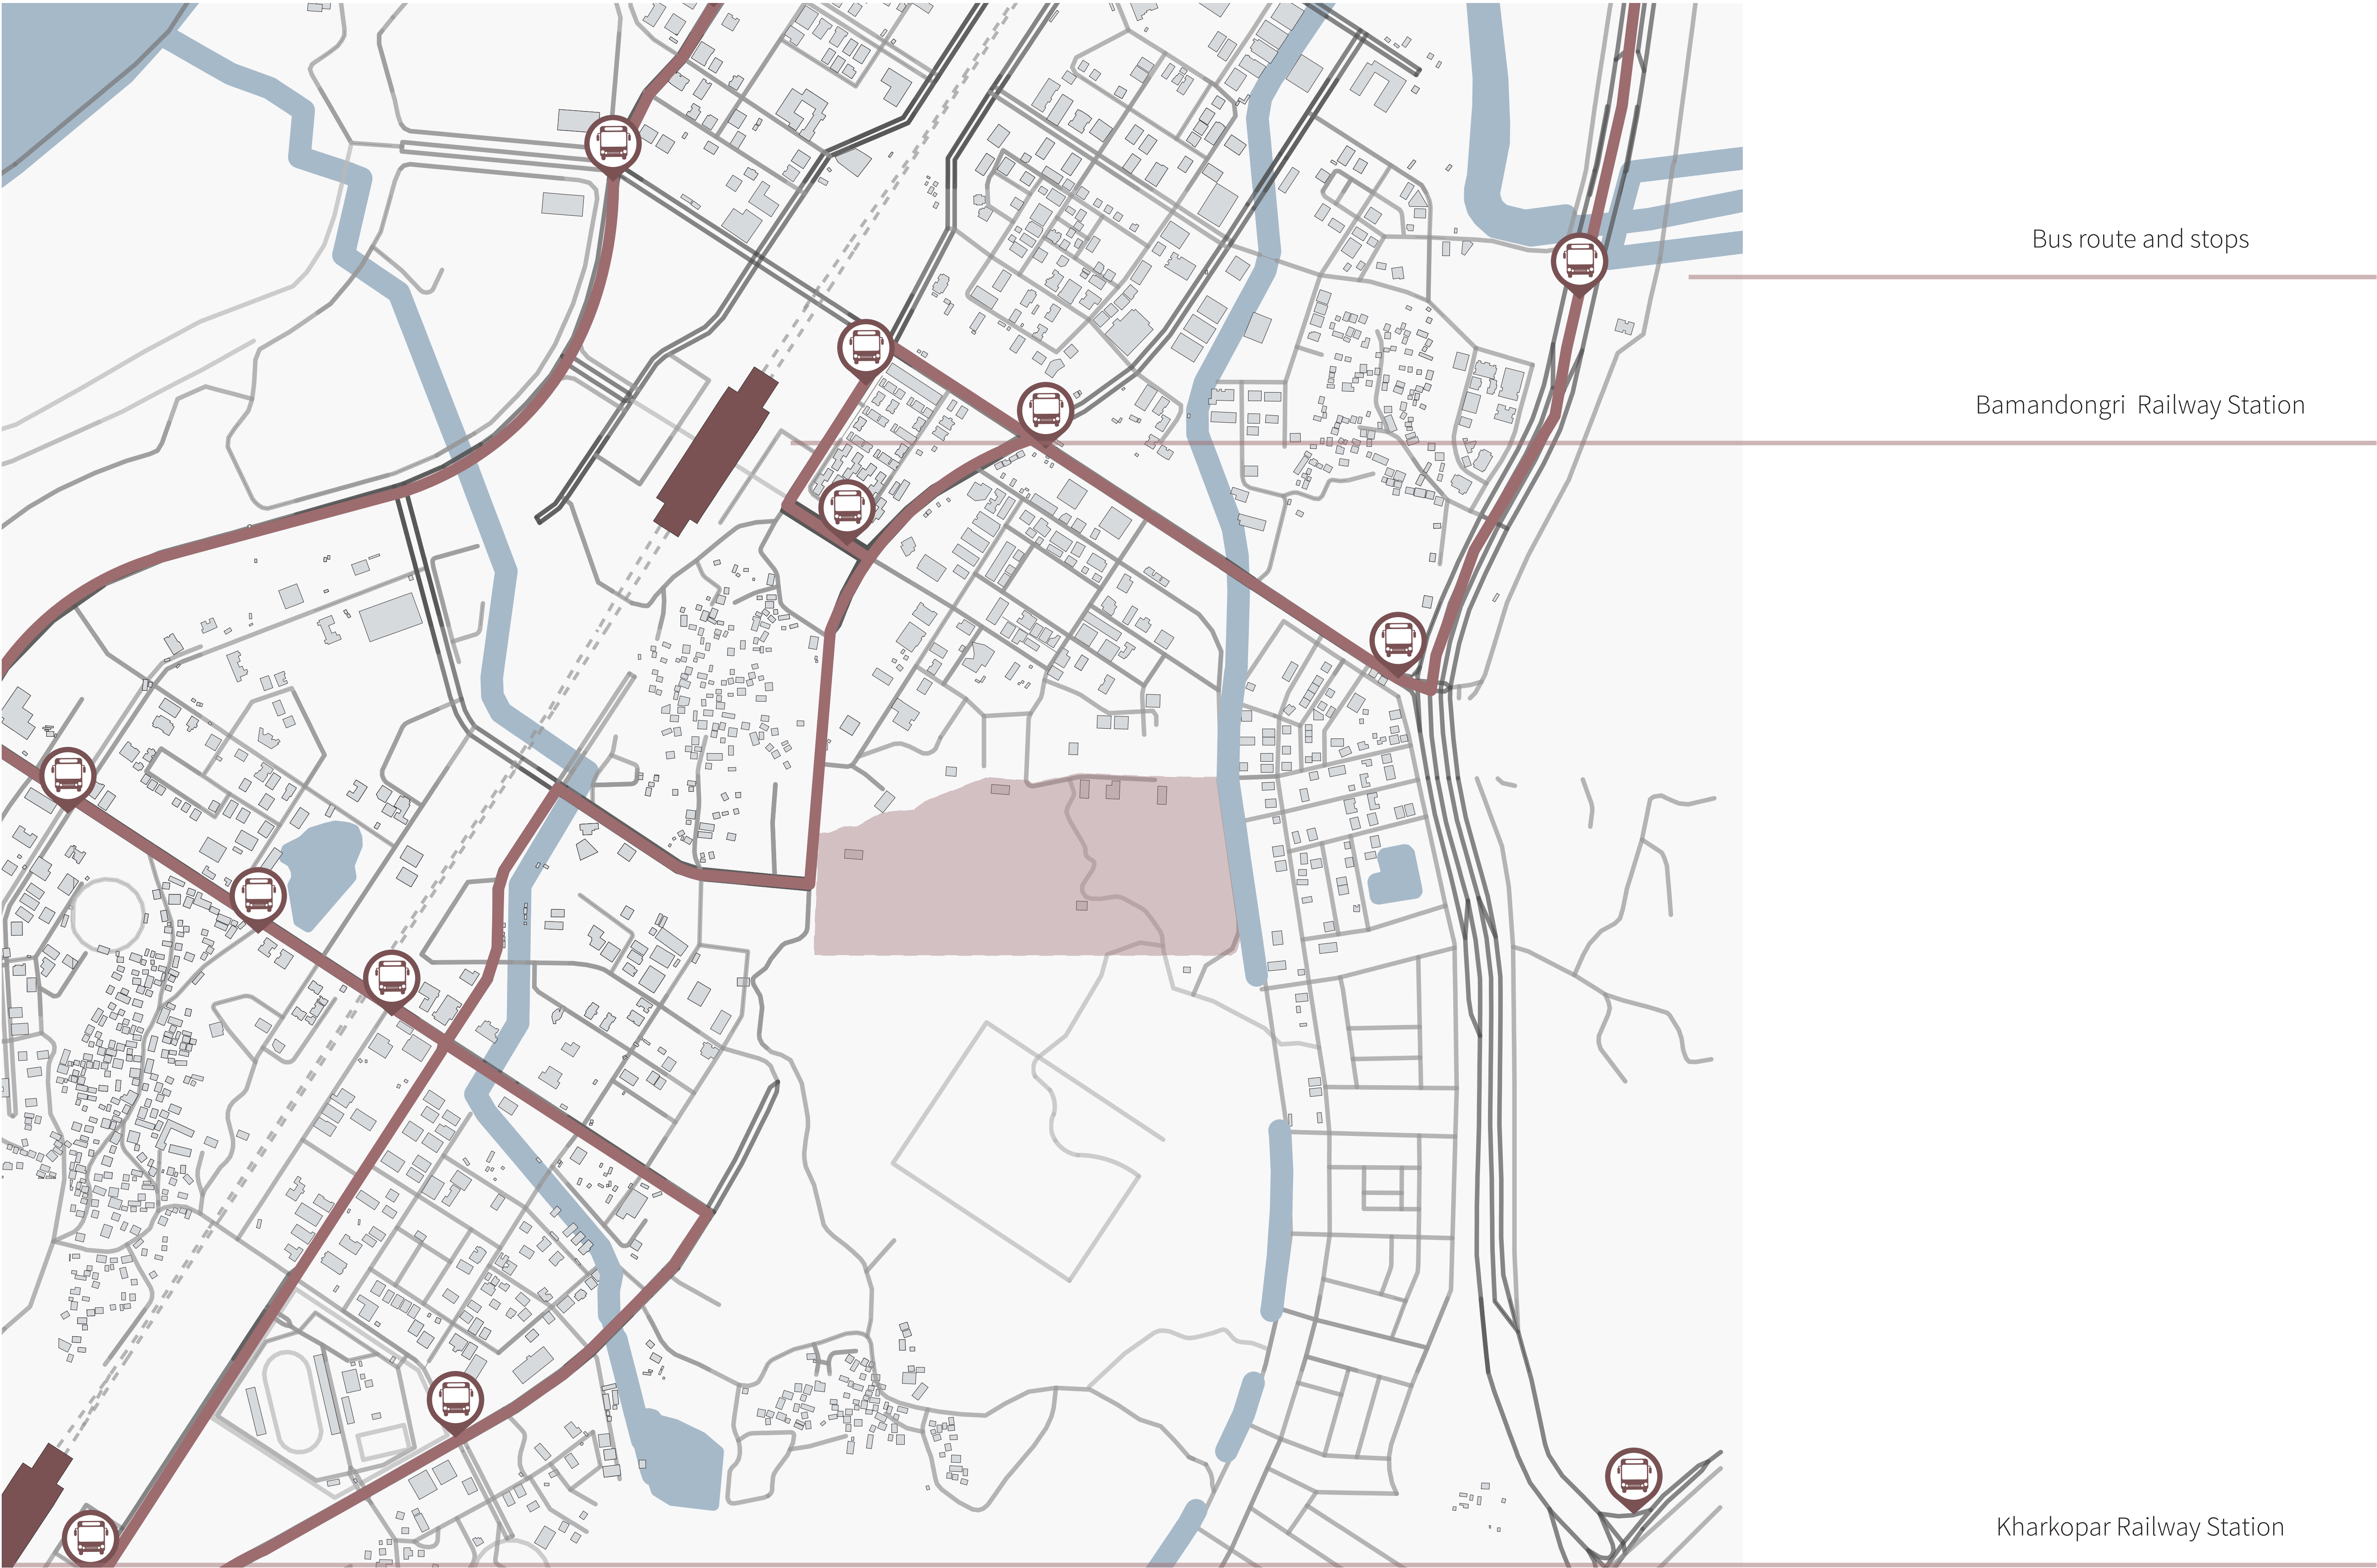 Bus route and stops
Bamandongri Railway Station
Kharkopar Railway Station